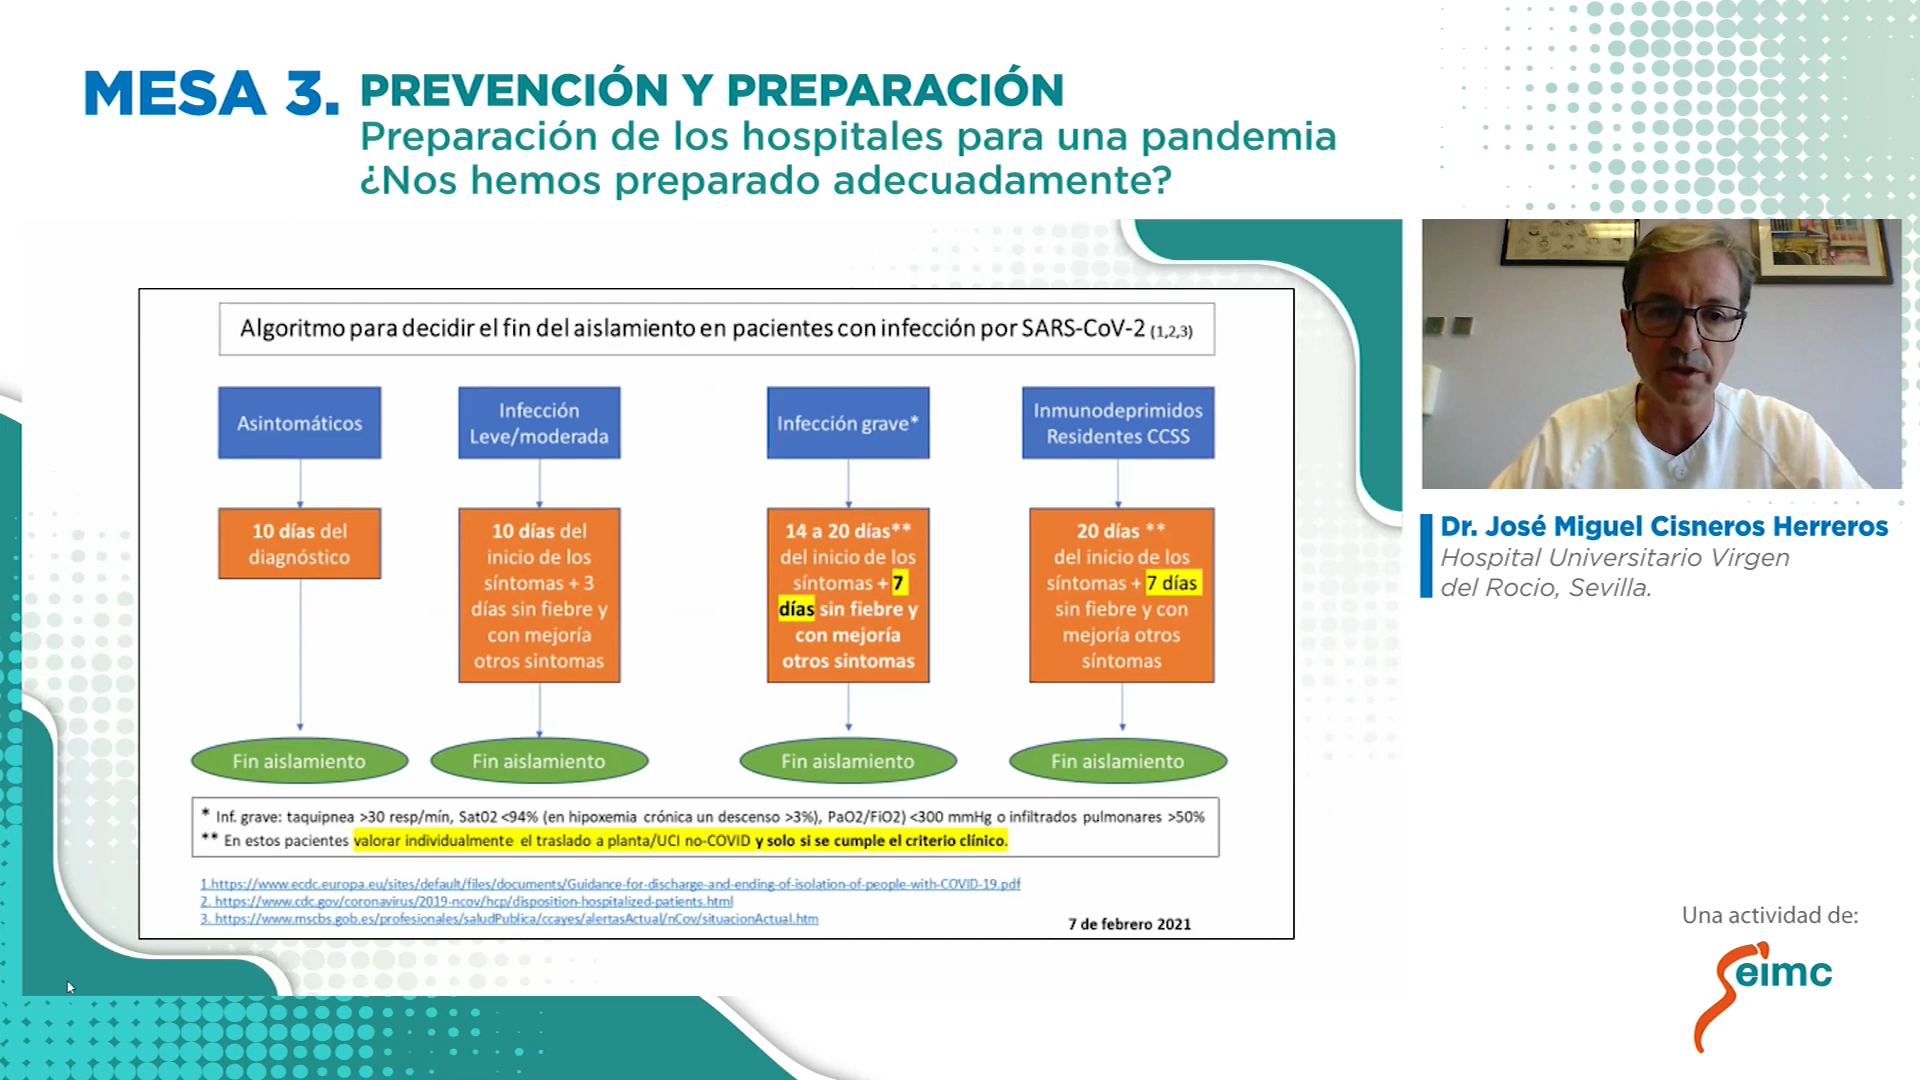 MESA 3.
PREVENCIÓN Y PREPARACIÓN
Preparación de los hospitales para una pandemia
¿Nos hemos preparado adecuadamente?
Algoritmo para decidir el fin del aislamiento en pacientes con infección por SARS-CoV-2 (1,2,3)
Asintomáticos
10 días del
diagnóstico
Fin aislamiento
Infección
Leve/moderada
10 días del
inicio de los
síntomas + 3
días sin fiebre y
con mejoría
otros sintomas
Fin aislamiento
Infección grave*
14 a 20 días**
del inicio de los
síntomas + 7
días sin fiebre y
con mejoría
otros sintomas
Fin aislamiento
Inmunodeprimidos
Residentes CCSS
20 días **
del inicio de los
síntomas + 7 días
sin fiebre y con
mejoría otros
síntomas
Fin aislamiento
* Inf. grave: taquipnea >30 resp/mín, Sat02 <94% (en hipoxemia crónica un descenso >3%), PaO2/FiO2) <300 mmHg o infiltrados pulmonares >50%
** En estos pacientes valorar individualmente el traslado a planta/UCI no-COVID y solo si se cumple el criterio clínico.
1.https://www.ecdc.europa.eu/sites/default/files/documents/Guidance-for-discharge-and-ending-of-isolation-of-people-with-COVID-19.pdf
2. https://www.cdc.gov/coronavirus/2019-ncov/hcp/disposition-hospitalized-patients.html
3. https://www.mscbs.gob.es/profesionales/saludPublica/ccayes/alertasActual/nCov/situacionActual.htm
7 de febrero 2021
Dr. José Miguel Cisneros Herreros
Hospital Universitario Virgen
del Rocio, Sevilla.
Una actividad de:
Seimc